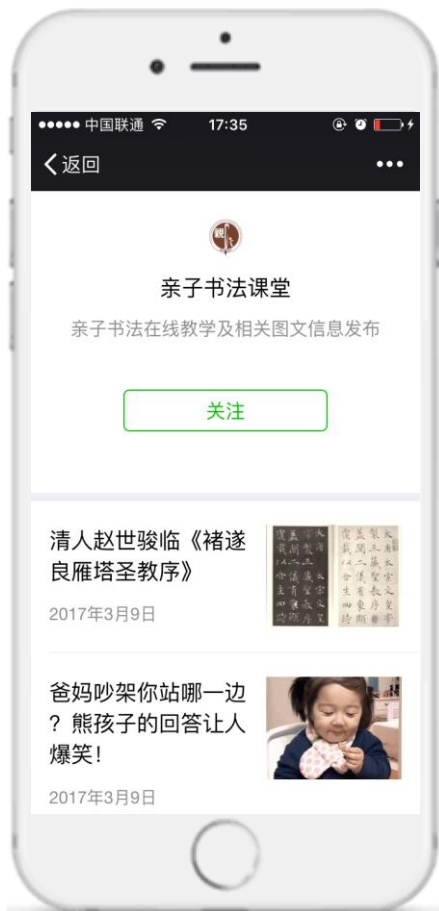 中国联通 17:35
返回
親子
亲子书法课堂
亲子书法在线教学及相关图文信息发布
关注
清人赵世骏临《褚遂
良雁塔圣教序》
2017年3月9日
爸妈吵架你站哪一边
？熊孩子的回答让人
爆笑！
2017年3月9日